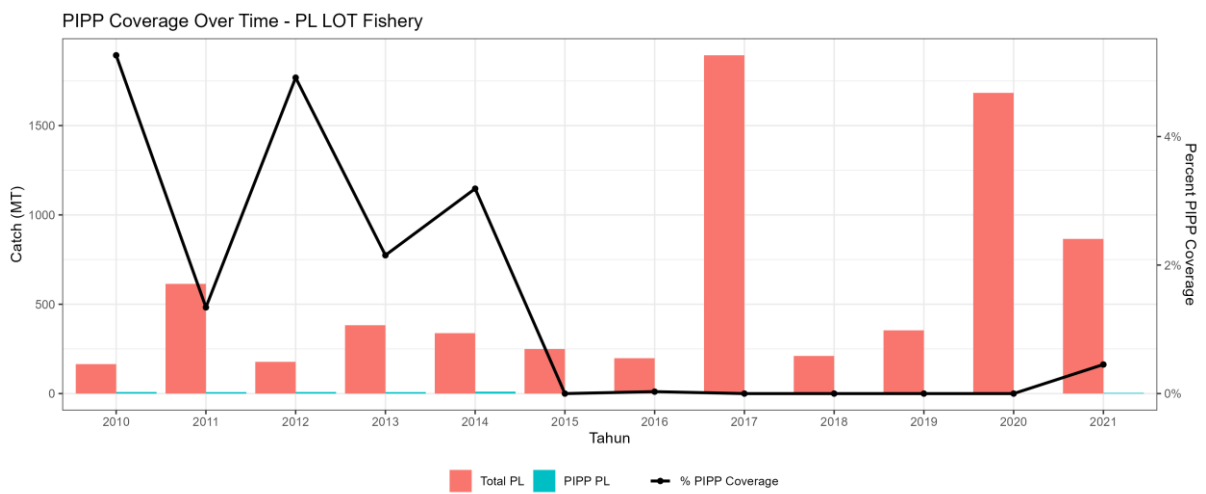 PIPP Coverage Over Time - PL LOT Fishery
Catch (MT)
1500
1000
500
0
4%
2%
0%
Percent PIPP Coverage
2010 2011 2012 2013 2014 2015 2016 2017 2018 2019 2020 2021
Tahun
Total PL PIPP PL % PIPP Coverage